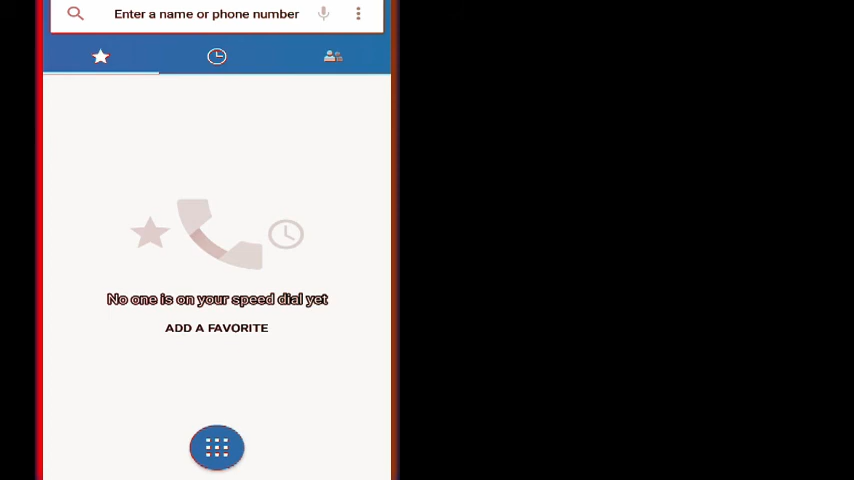 Enter a name or phone number
No one is on your speed dial yet
ADD A FAVORITE